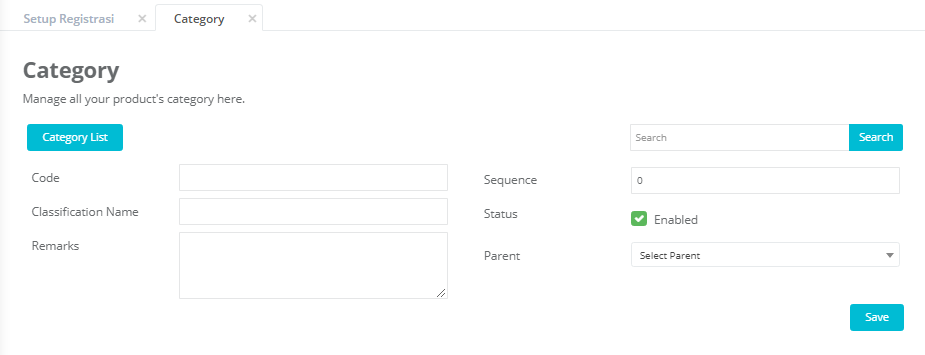 Setup Registrasi
Category
Category
Manage all your product's category here.
Category List
Search
Search
Code
Classification Name
Remarks
Sequence
0
Status
Enabled
Parent
Select Parent
Save